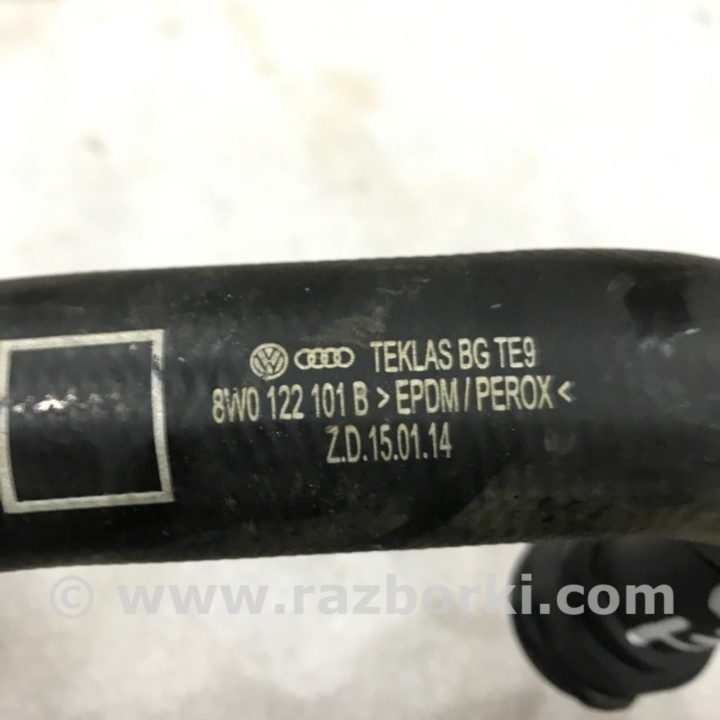 TEKLAS BG TE9
8W0 122 101 B >EPDM/PEROX<
Z.D.15.01.14
© www.razborki.com